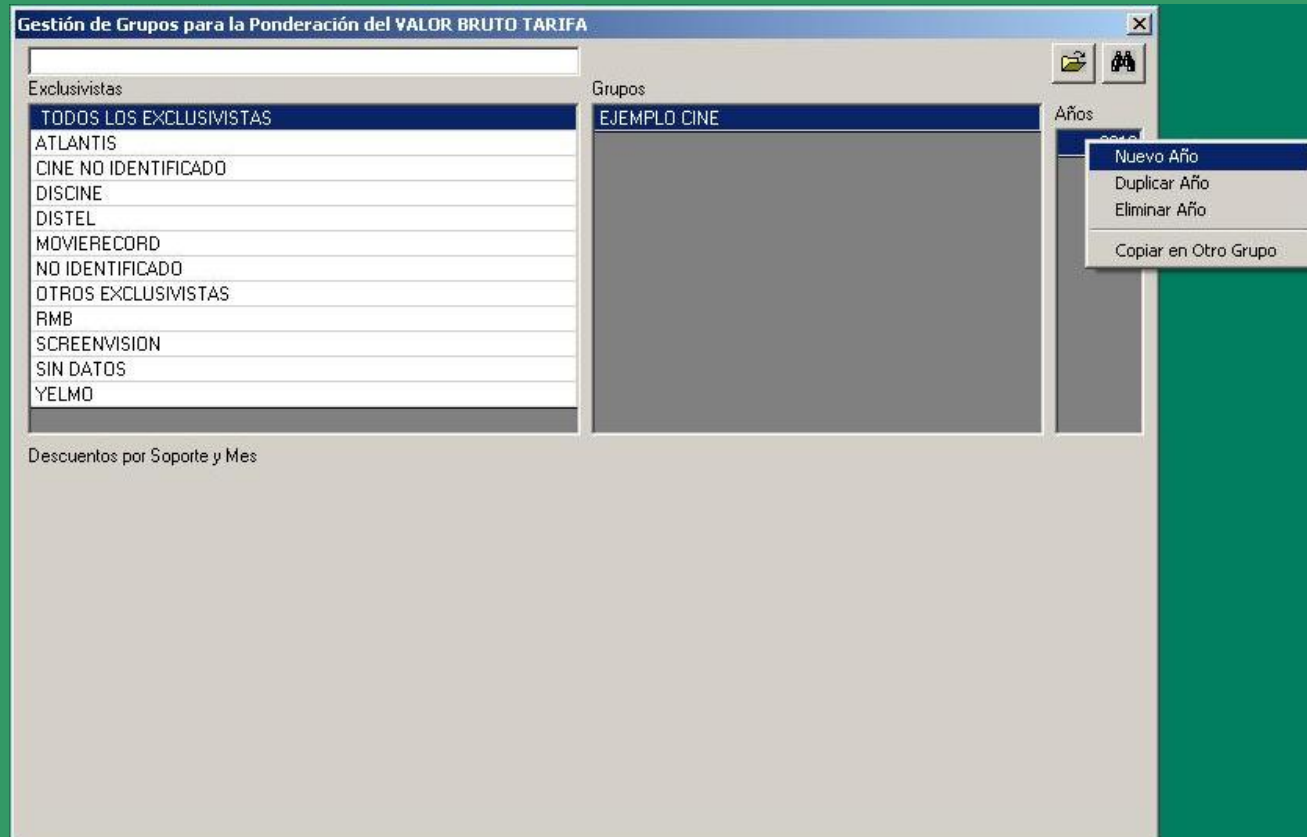 Gestión de Grupos para la Ponderación del VALOR BRUTO TARIFA
Exclusivistas
Grupos
Años
TODOS LOS EXCLUSIVISTAS
ATLANTIS
CINE NO IDENTIFICADO
DISCINE
DISTEL
MOVIERECORD
NO IDENTIFICADO
OTROS EXCLUSIVISTAS
RMB
SCREENVISION
SIN DATOS
YELMO
EJEMPLO CINE
Nuevo Año
Duplicar Año
Eliminar Año
Copiar en Otro Grupo
Descuentos por Soporte y Mes